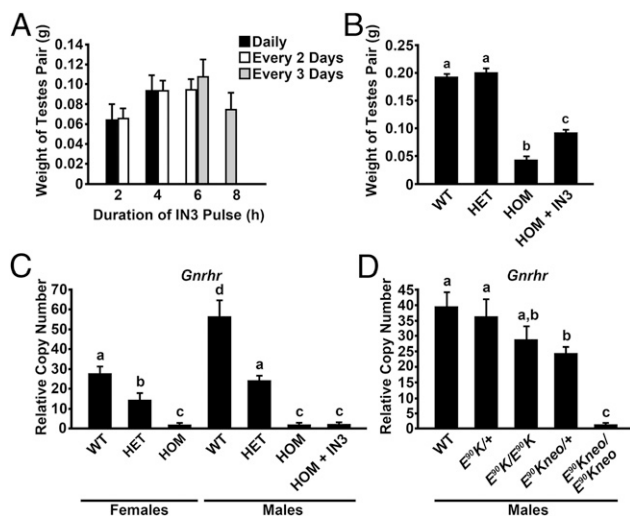 A
Weight of Testes Pair (g)
0.14
0.12
0.10
0.08
0.06
0.04
0.02
0
2 4 6 8
Duration of IN3 Pulse (h)
Daily
Every 2 Days
Every 3 Days
B
Weight of Testes Pair (g)
0.25
0.20
0.15
0.10
0.05
0
a a b c
WT HET HOM HOM + IN3
C
Gnrhr
Relative Copy Number
70
60
50
40
30
20
10
0
a b c d a c c
WT HET HOM WT HET HOM HOM + IN3
Females Males
D
Gnrhr
Relative Copy Number
45
40
35
30
25
20
15
10
5
0
a a a,b b c
WT E⁹⁰K/+ E⁹⁰K/E⁹⁰K E⁹⁰Kneo/+ E⁹⁰Kneo/
E⁹⁰Kneo
Males